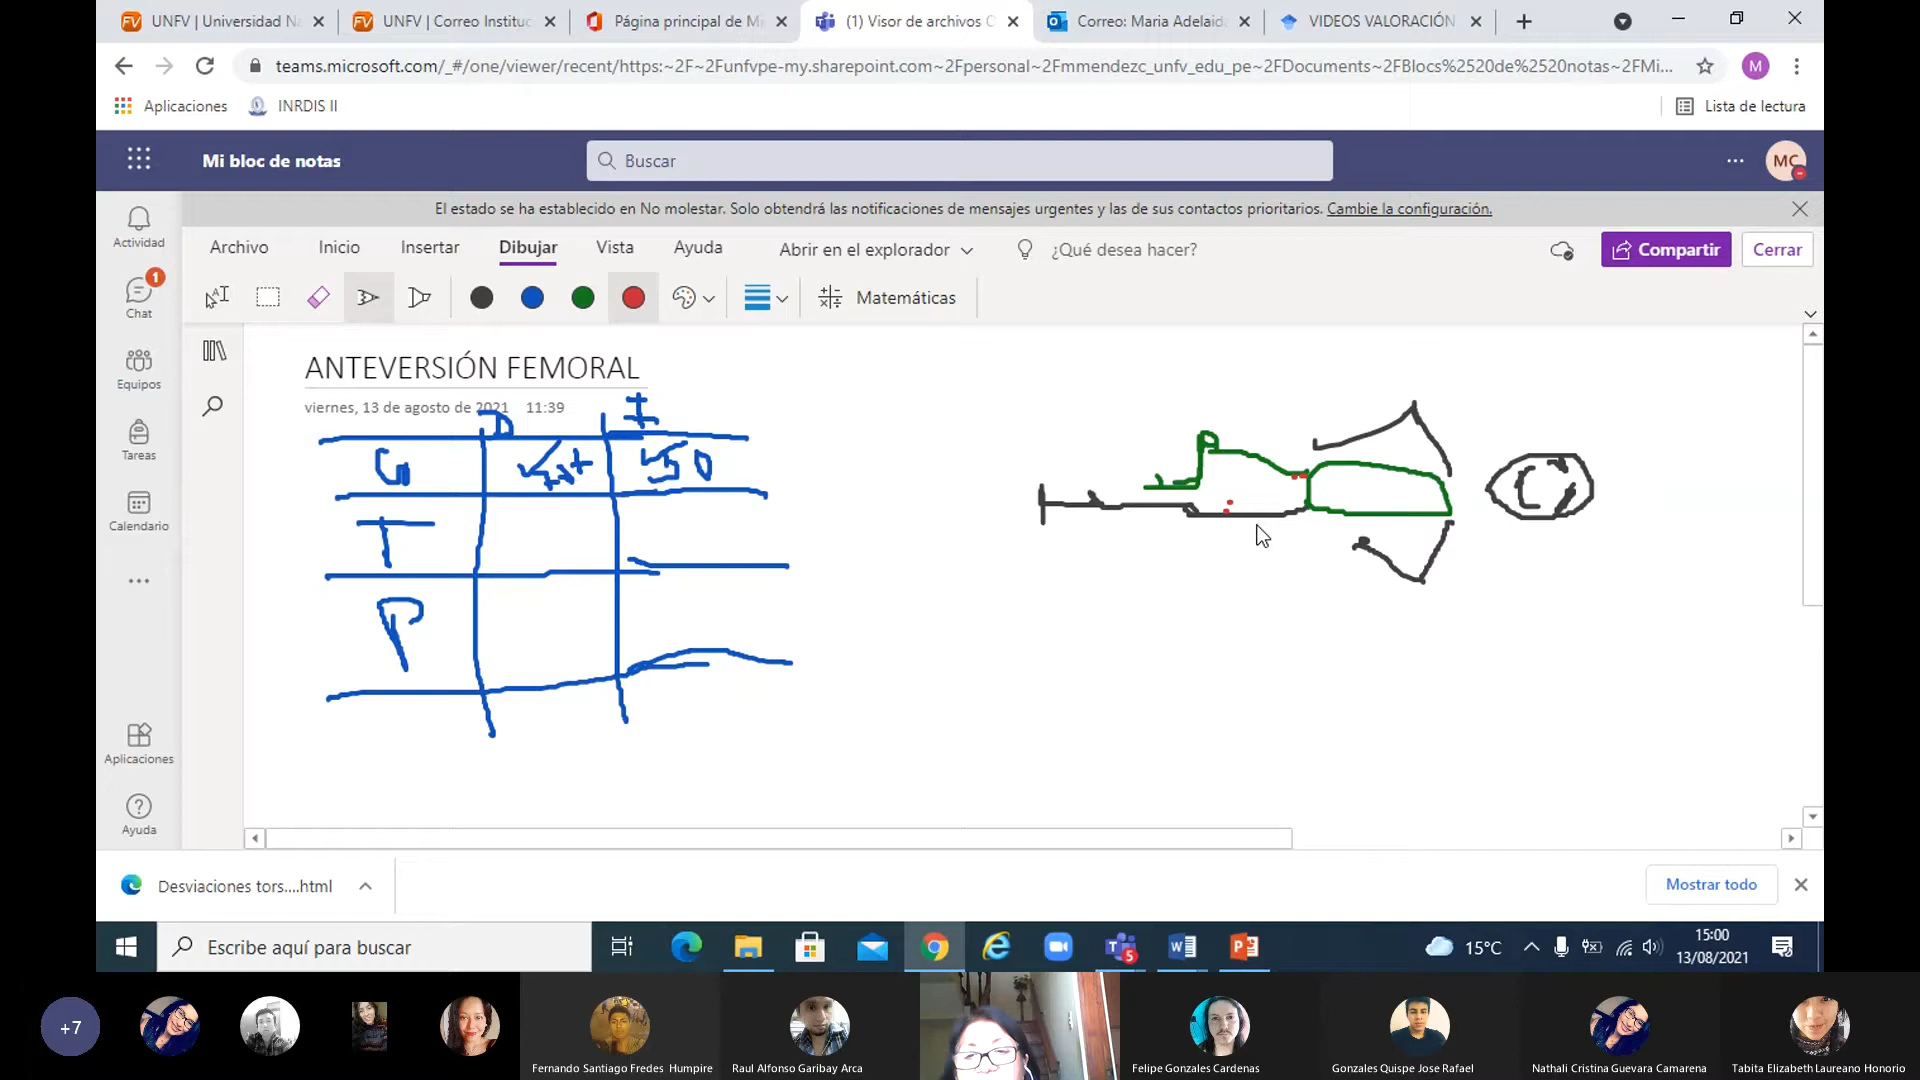 UNFV | Universidad Na
UNFV | Correo Instituc
Página principal de Mi
(1) Visor de archivos O
Correo: Maria Adelaida
VIDEOS VALORACIÓN
teams.microsoft.com/_#/one/viewer/recent/https:~2F~2Funfvpe-my.sharepoint.com~2Fpersonal~2Fmmendezc_unfv_edu_pe~2FDocuments~2FBlocs%2520de%2520notas~2FMi...
M
Aplicaciones
INRDIS II
Lista de lectura
Mi bloc de notas
Buscar
MC
El estado se ha establecido en No molestar. Solo obtendrá las notificaciones de mensajes urgentes y las de sus contactos prioritarios. Cambie la configuración.
Actividad
1
Chat
Equipos
Tareas
Calendario
Aplicaciones
Ayuda
Archivo
Inicio
Insertar
Dibujar
Vista
Ayuda
Abrir en el explorador
¿Qué desea hacer?
Compartir
Cerrar
Matemáticas
ANTEVERSIÓN FEMORAL
viernes, 13 de agosto de 2021 11:39
D I
G
50
T
P
Desviaciones tors....html
Mostrar todo
Escribe aquí para buscar
5
15°C
15:00
13/08/2021
+7
Fernando Santiago Fredes Humpire
Raul Alfonso Garibay Arca
Felipe Gonzales Cardenas
Gonzales Quispe Jose Rafael
Nathali Cristina Guevara Camarena
Tabita Elizabeth Laureano Honorio